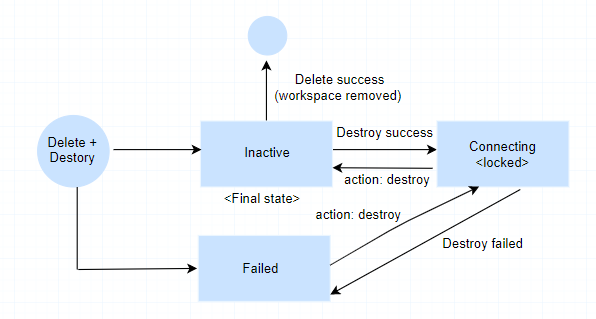 Delete success
(workspace removed)
Delete +
Destory
Inactive
Destroy success
Connecting
<locked>
action: destroy
<Final state>
action: destroy
Destroy failed
Failed